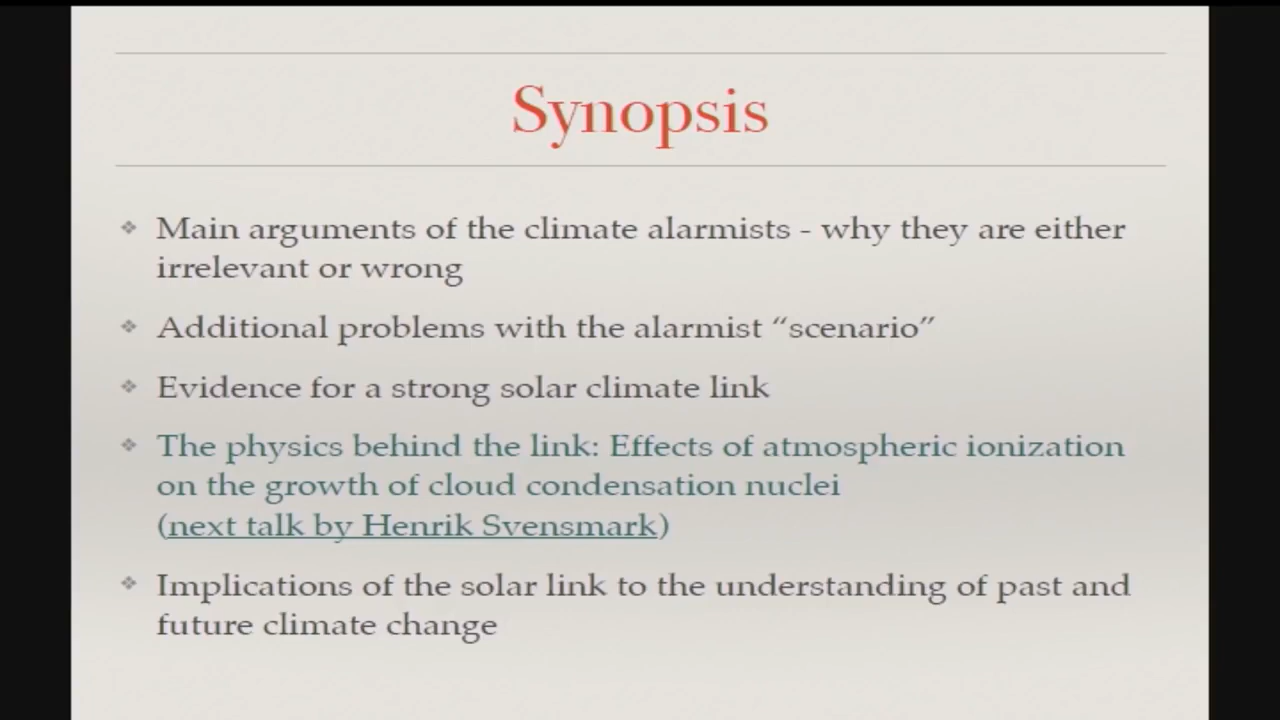 Synopsis
Main arguments of the climate alarmists - why they are either
irrelevant or wrong
Additional problems with the alarmist “scenario”
Evidence for a strong solar climate link
The physics behind the link: Effects of atmospheric ionization
on the growth of cloud condensation nuclei
(next talk by Henrik Svensmark)
Implications of the solar link to the understanding of past and
future climate change